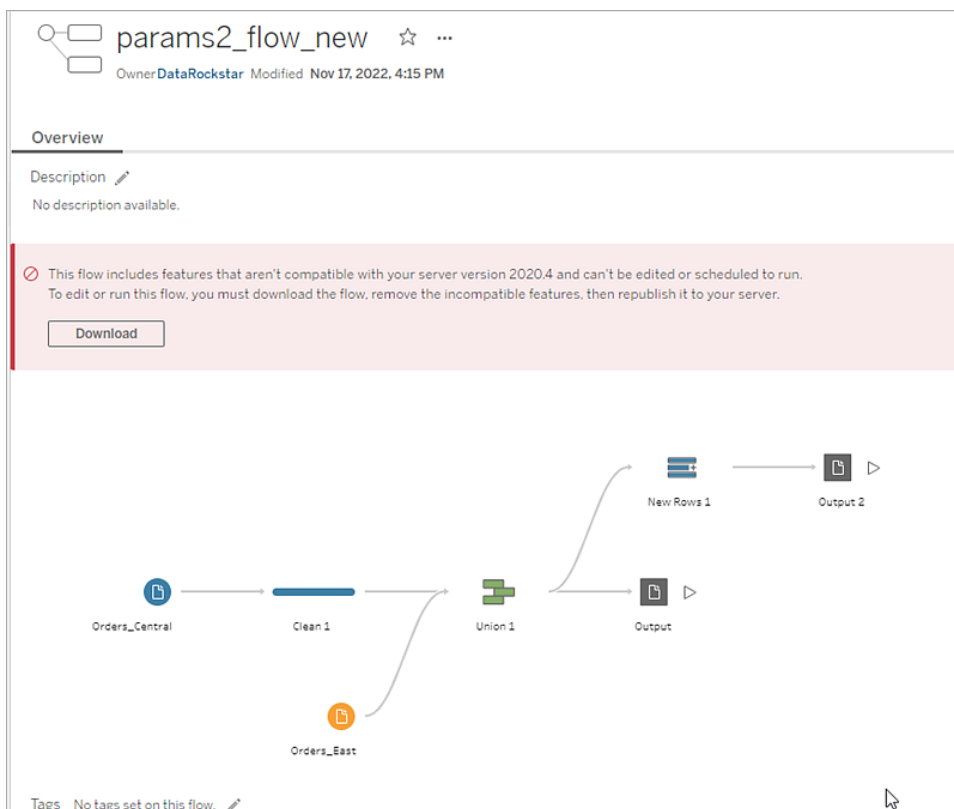 params2_flow_new
OwnerDataRockstar Modified Nov 17, 2022, 4:15 PM
Overview
Description
No description available.
This flow includes features that aren't compatible with your server version 2020.4 and can't be edited or scheduled to run.
To edit or run this flow, you must download the flow, remove the incompatible features, then republish it to your server.
Download
New Rows 1
Output 2
Orders_Central
Clean 1
Union 1
Output
Orders_East
Tags No tags set on this flow.